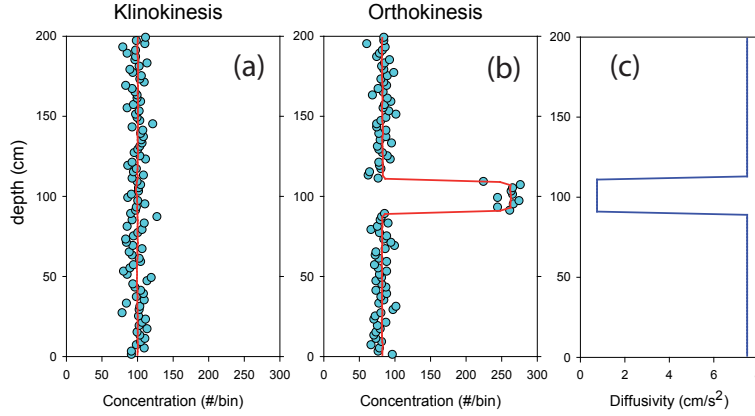 Klinokinesis
Orthokinesis
(a)
(b)
(c)
depth (cm)
200
150
100
50
0
0 50 100 150 200 250 300
Concentration (#/bin)
200
150
100
50
0
0 50 100 150 200 250 300
Concentration (#/bin)
200
150
100
50
0
0 2 4 6
Diffusivity (cm/s²)